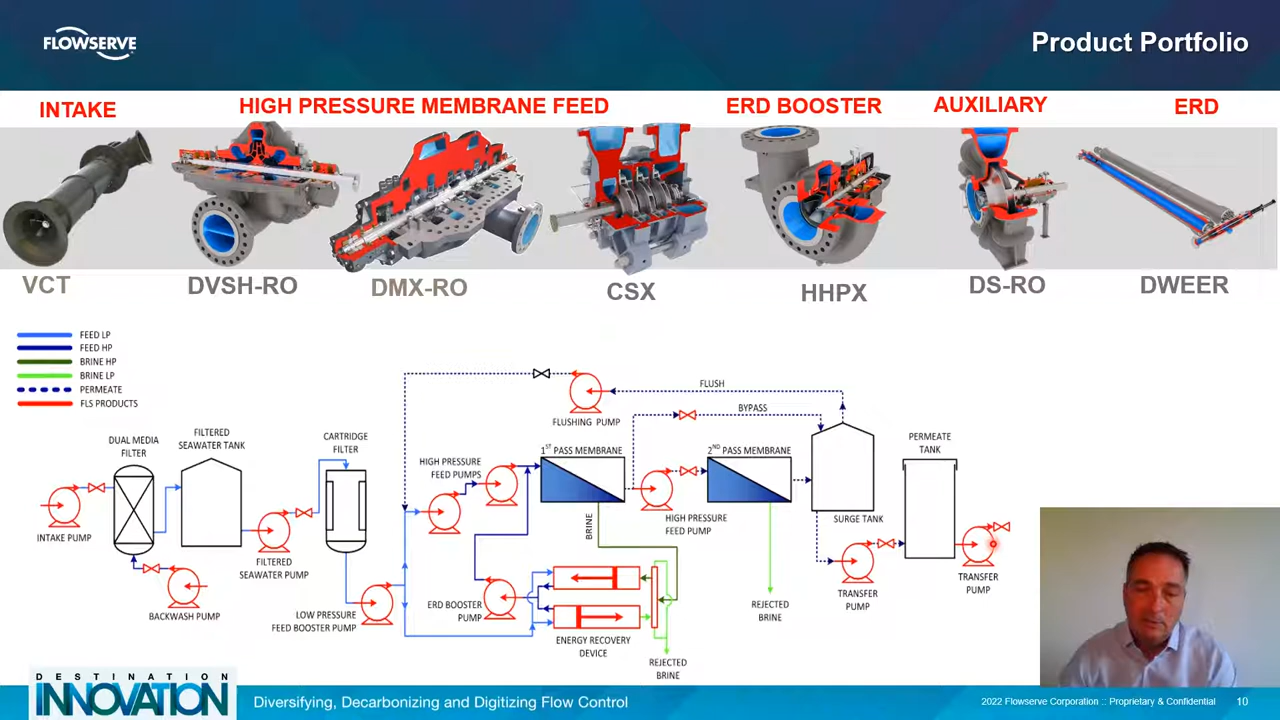 FLOWSERVE
Product Portfolio
INTAKE
HIGH PRESSURE MEMBRANE FEED
ERD BOOSTER
AUXILIARY
ERD
VCT
DVSH-RO
DMX-RO
CSX
HHPX
DS-RO
DWEER
FEED LP
FEED HP
BRINE HP
BRINE LP
PERMEATE
FLS PRODUCTS
FLUSH
BYPASS
FLUSHING PUMP
DUAL MEDIA
FILTER
FILTERED
SEAWATER TANK
CARTRIDGE
FILTER
HIGH PRESSURE
FEED PUMPS
1ST PASS MEMBRANE
2ND PASS MEMBRANE
PERMEATE
TANK
INTAKE PUMP
BACKWASH PUMP
FILTERED
SEAWATER PUMP
LOW PRESSURE
FEED BOOSTER PUMP
BRINE
HIGH PRESSURE
FEED PUMP
SURGE TANK
ERD BOOSTER
PUMP
ENERGY RECOVERY
DEVICE
REJECTED
BRINE
REJECTED
BRINE
TRANSFER
PUMP
TRANSFER
PUMP
DESTINATION
INNOVATION
Diversifying, Decarbonizing and Digitizing Flow Control
2022 Flowserve Corporation :: Proprietary & Confidential
10